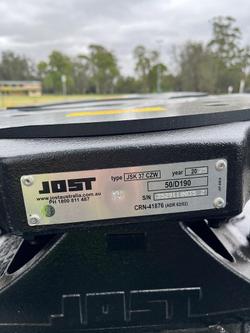 JOST
www.jostaustralia.com.au
PH 1800 811 487
type JSK 37 CZW year 20
50/D190
S/N
CRN-41876 (ADR 62/02)
JOST